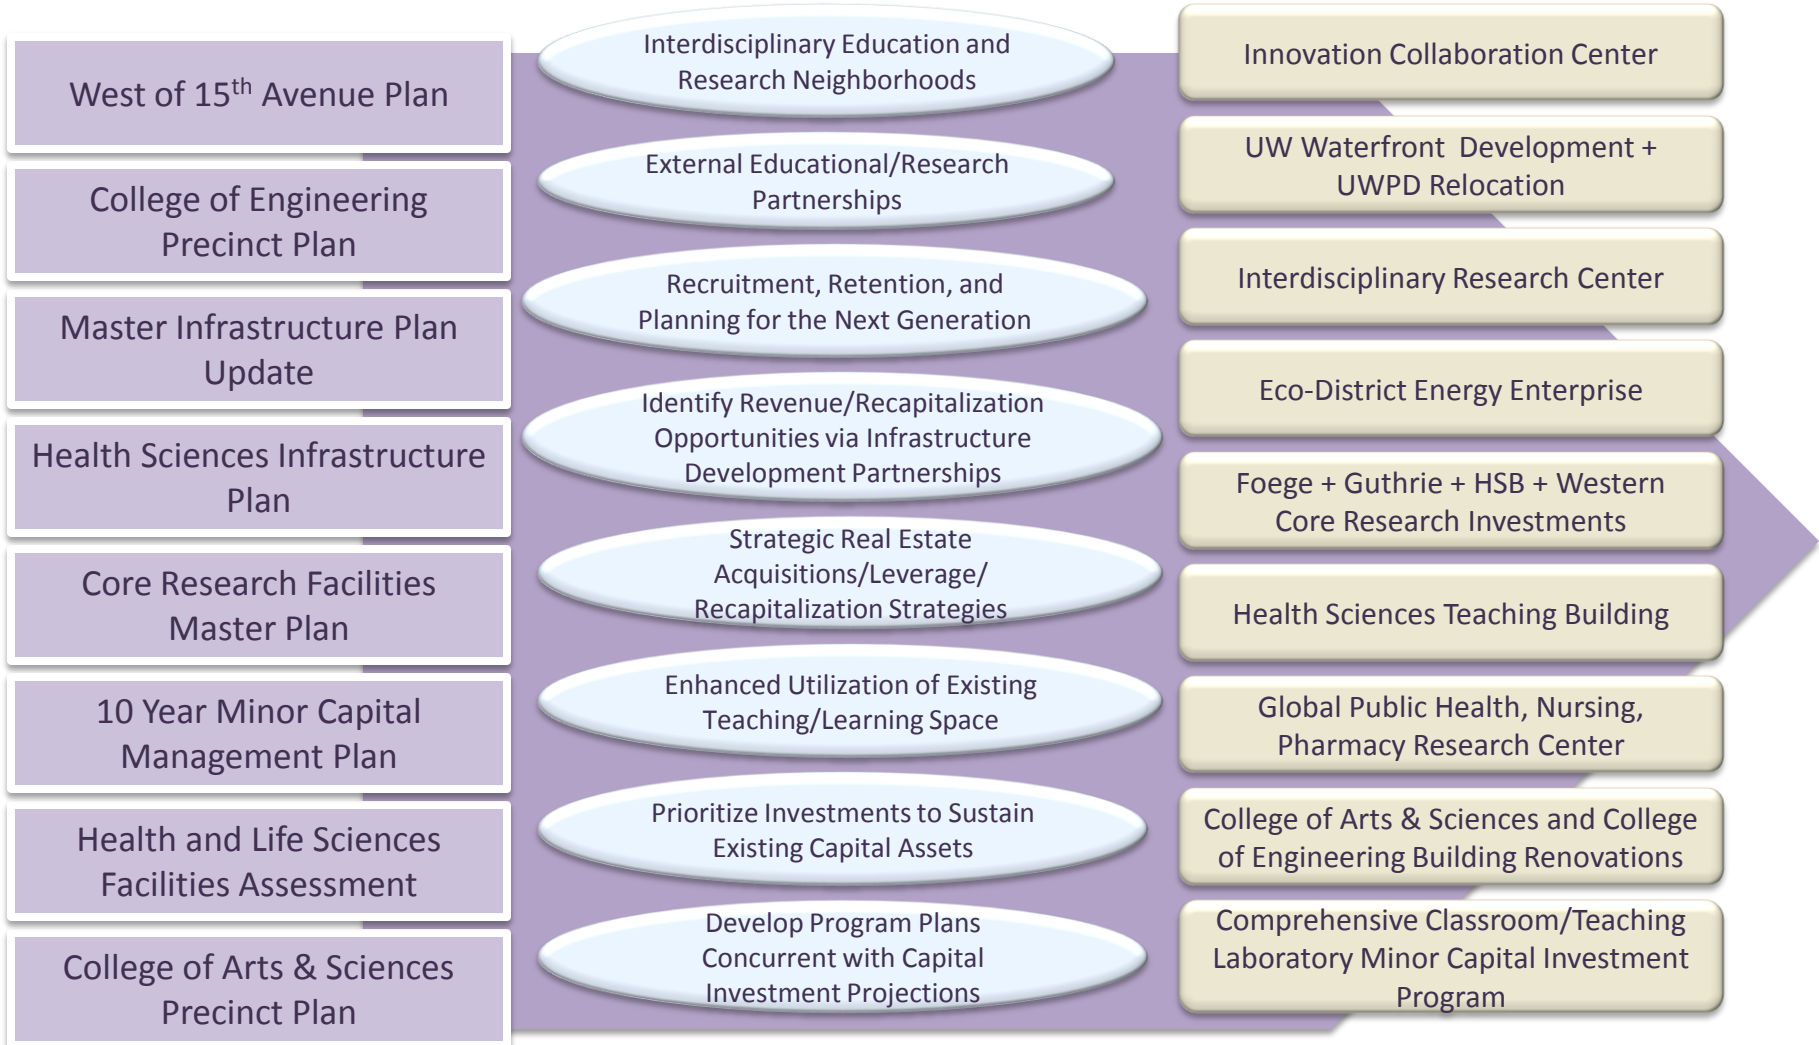 West of 15th Avenue Plan
College of Engineering
Precinct Plan
Master Infrastructure Plan
Update
Health Sciences Infrastructure
Plan
Core Research Facilities
Master Plan
10 Year Minor Capital
Management Plan
Health and Life Sciences
Facilities Assessment
College of Arts & Sciences
Precinct Plan
Interdisciplinary Education and
Research Neighborhoods
External Educational/Research
Partnerships
Recruitment, Retention, and
Planning for the Next Generation
Identify Revenue/Recapitalization
Opportunities via Infrastructure
Development Partnerships
Strategic Real Estate
Acquisitions/Leverage/
Recapitalization Strategies
Enhanced Utilization of Existing
Teaching/Learning Space
Prioritize Investments to Sustain
Existing Capital Assets
Develop Program Plans
Concurrent with Capital
Investment Projections
Innovation Collaboration Center
UW Waterfront Development +
UWPD Relocation
Interdisciplinary Research Center
Eco-District Energy Enterprise
Foege + Guthrie + HSB + Western
Core Research Investments
Health Sciences Teaching Building
Global Public Health, Nursing,
Pharmacy Research Center
College of Arts & Sciences and College
of Engineering Building Renovations
Comprehensive Classroom/Teaching
Laboratory Minor Capital Investment
Program